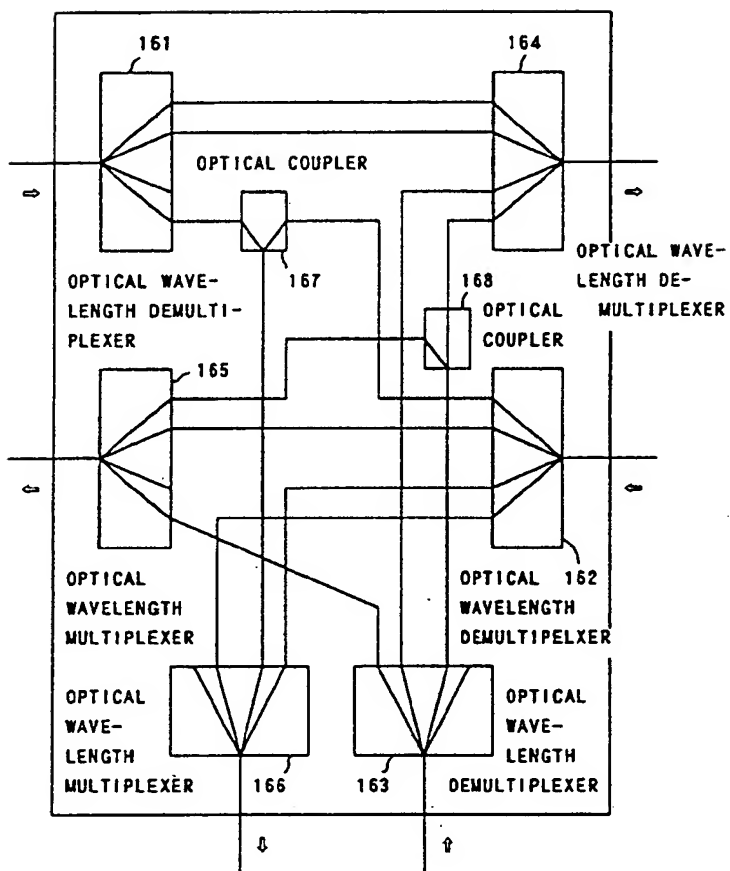 161
164
OPTICAL COUPLER
167
OPTICAL WAVE-
LENGTH DEMULTI-
PLEXER
168
OPTICAL
COUPLER
OPTICAL WAVE-
LENGTH DE-
MULTIPLEXER
165
OPTICAL
WAVELENGTH
MULTIPLEXER
OPTICAL 162
WAVELENGTH
DEMULTIPELXER
OPTICAL
WAVE-
LENGTH
MULTIPLEXER
166
163
OPTICAL
WAVE-
LENGTH
DEMULTIPLEXER